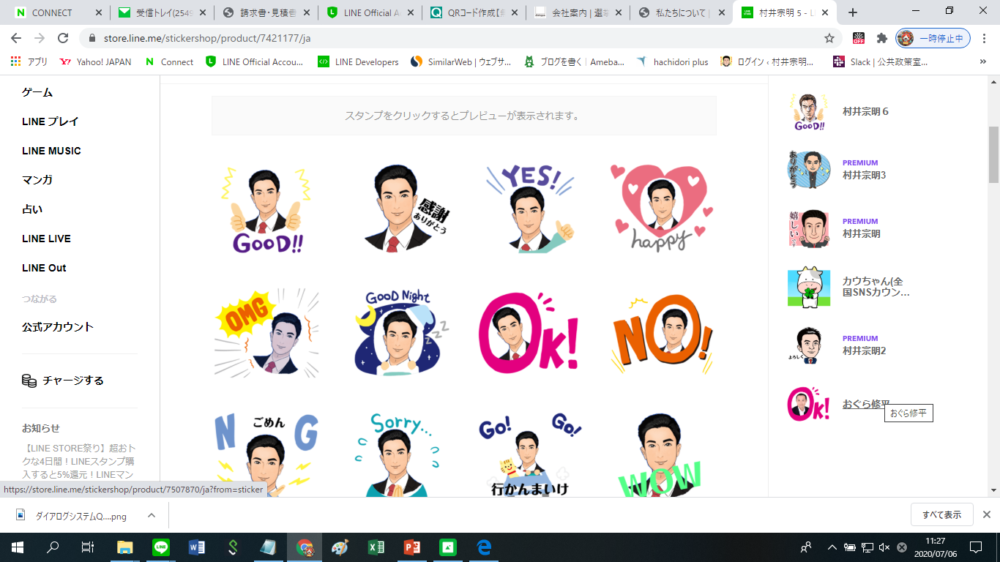 CONNECT
受信トレイ(2549
請求書・見積書
LINE Official A
QRコード作成【
会社案内 | 選挙
私たちについて |
村井宗明 5 - L
store.line.me/stickershop/product/7421177/ja
OFF
一時停止中
アプリ
Yahoo! JAPAN
Connect
LINE Official Accou...
LINE Developers
SimilarWeb | ウェブサ...
ブログを書く｜Ameba...
hachidori plus
ログイン ‹ 村井宗明...
Slack | 公共政策室...
»
ゲーム
LINE プレイ
LINE MUSIC
マンガ
占い
LINE LIVE
LINE Out
つながる
公式アカウント
チャージする
お知らせ
【LINE STORE祭り】超おト
クな4日間！LINEスタンプ購
入すると5%還元！LINEマン
https://store.line.me/stickershop/product/7507870/ja?from=sticker
スタンプをクリックするとプレビューが表示されます。
GOOD!!
感謝
ありがとう
YES!
happy
OMG
GOOD Night
zzz
OK!
NO!
NG
ごめん
Sorry...
GO! GO!
行かんまいけ
WOW
GOOD!!
村井宗明６
ありがとう
PREMIUM
村井宗明3
嬉しい
PREMIUM
村井宗明
カウちゃん(全
国SNSカウン...
よろしく
PREMIUM
村井宗明2
OK!
おぐら修平
おぐら修平
ダイアログシステムQ....png
すべて表示
11:27
2020/07/06